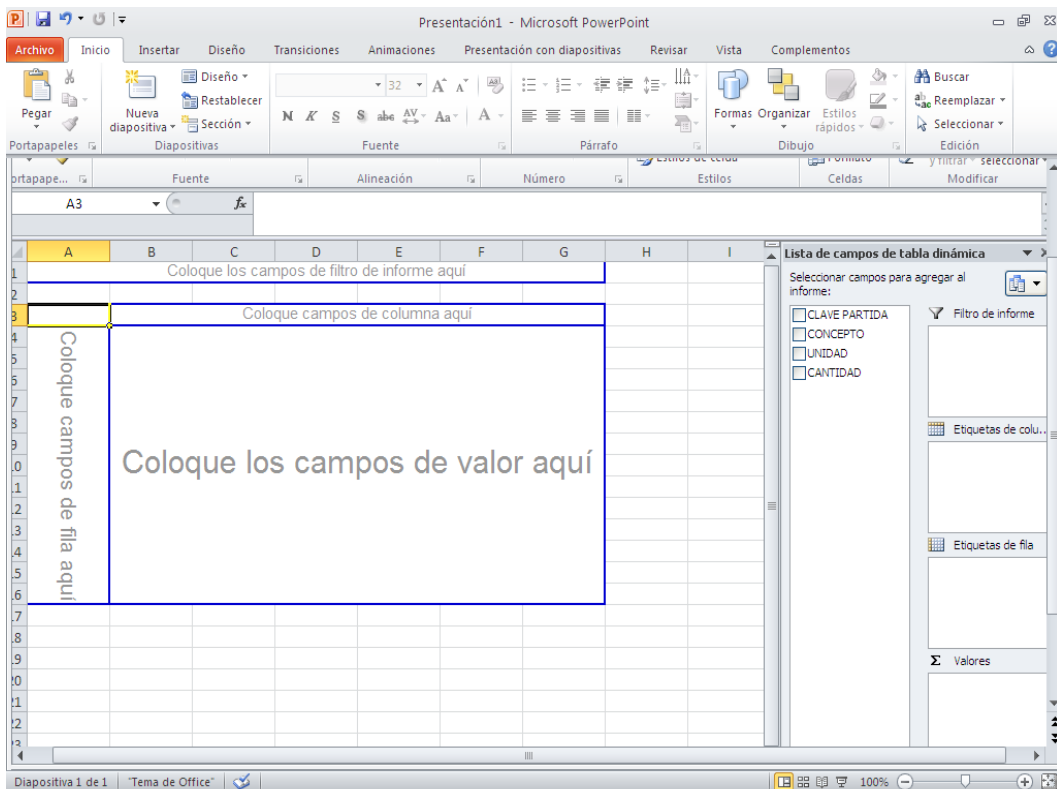 Presentación1 - Microsoft PowerPoint
Archivo Inicio Insertar Diseño Transiciones Animaciones Presentación con diapositivas Revisar Vista Complementos
Pegar
Nueva diapositiva
Diseño
Restablecer
Sección
32
N K S S abc AV Aa A
Formas Organizar Estilos rápidos
Buscar
Reemplazar
Seleccionar
Portapapeles Diapositivas Fuente Párrafo Dibujo Edición
Estilos de celda Formato y filtrar seleccionar
ortapape... Fuente Alineación Número Estilos Celdas Modificar
A3 fx
A B C D E F G H I
Coloque los campos de filtro de informe aquí
Coloque campos de columna aquí
Coloque campos de fila aquí
Coloque los campos de valor aquí
Lista de campos de tabla dinámica
Seleccionar campos para agregar al
informe:
CLAVE PARTIDA
CONCEPTO
UNIDAD
CANTIDAD
Filtro de informe
Etiquetas de colu...
Etiquetas de fila
Σ Valores
Diapositiva 1 de 1 "Tema de Office" 100%